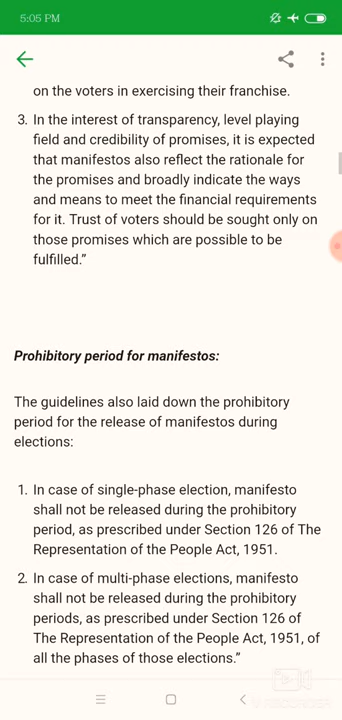 5:05 PM
on the voters in exercising their franchise.
3. In the interest of transparency, level playing
field and credibility of promises, it is expected
that manifestos also reflect the rationale for
the promises and broadly indicate the ways
and means to meet the financial requirements
for it. Trust of voters should be sought only on
those promises which are possible to be
fulfilled.”
Prohibitory period for manifestos:
The guidelines also laid down the prohibitory
period for the release of manifestos during
elections:
1. In case of single-phase election, manifesto
shall not be released during the prohibitory
period, as prescribed under Section 126 of The
Representation of the People Act, 1951.
2. In case of multi-phase elections, manifesto
shall not be released during the prohibitory
periods, as prescribed under Section 126 of
The Representation of the People Act, 1951, of
all the phases of those elections.”